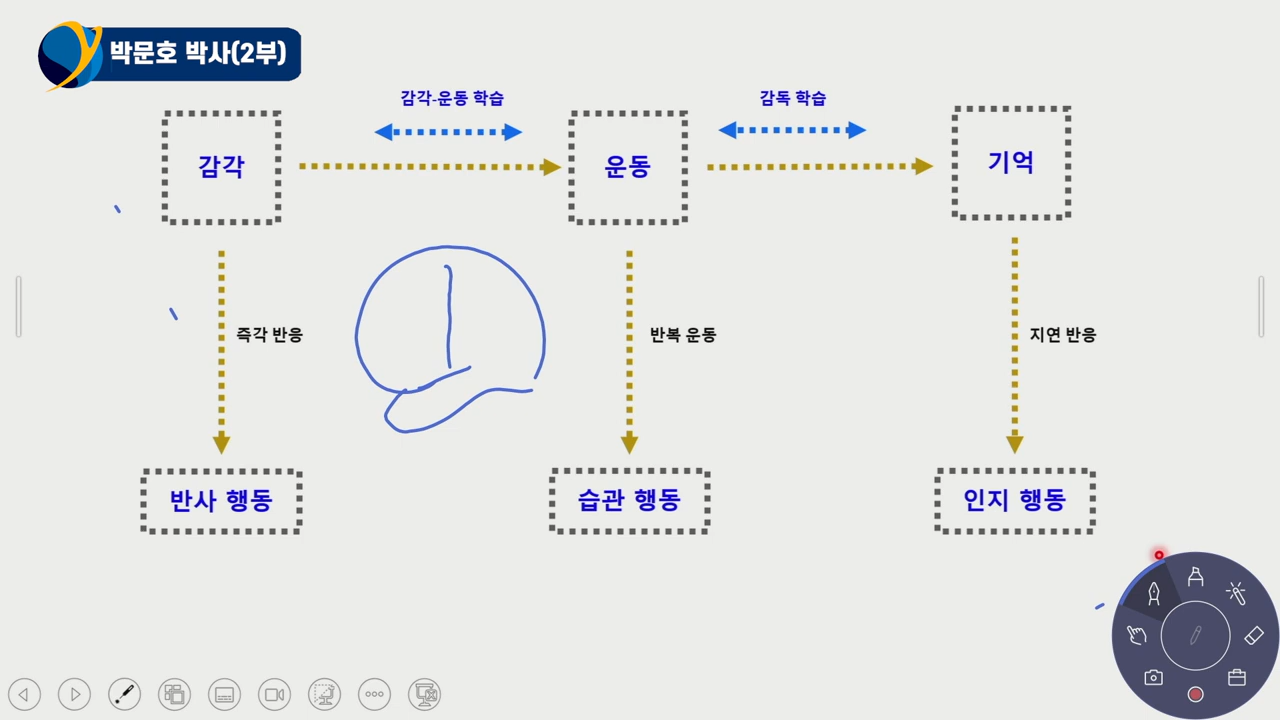 박문호 박사(2부)
감각-운동 학습
감독 학습
감각
운동
기억
즉각 반응
반복 운동
지연 반응
반사 행동
습관 행동
인지 행동